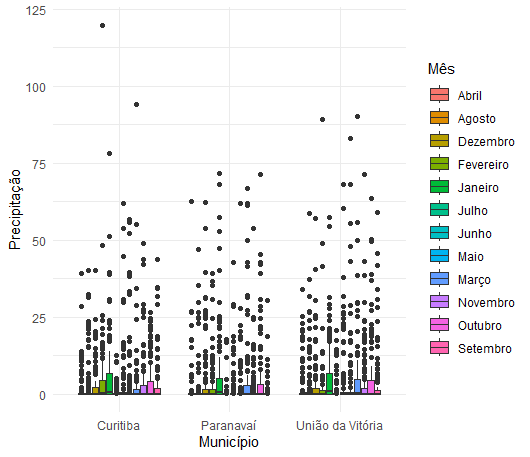 125
100
75
50
25
0
Precipitação
Curitiba
Paranavaí
União da Vitória
Município
Mês
Abril
Agosto
Dezembro
Fevereiro
Janeiro
Julho
Junho
Maio
Março
Novembro
Outubro
Setembro